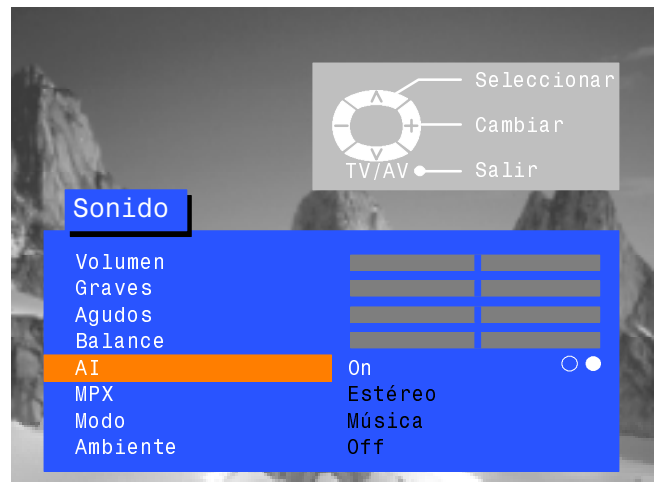 Seleccionar
Cambiar
TV/AV Salir
Sonido
Volumen
Graves
Agudos
Balance
AI On
MPX Estéreo
Modo Música
Ambiente Off